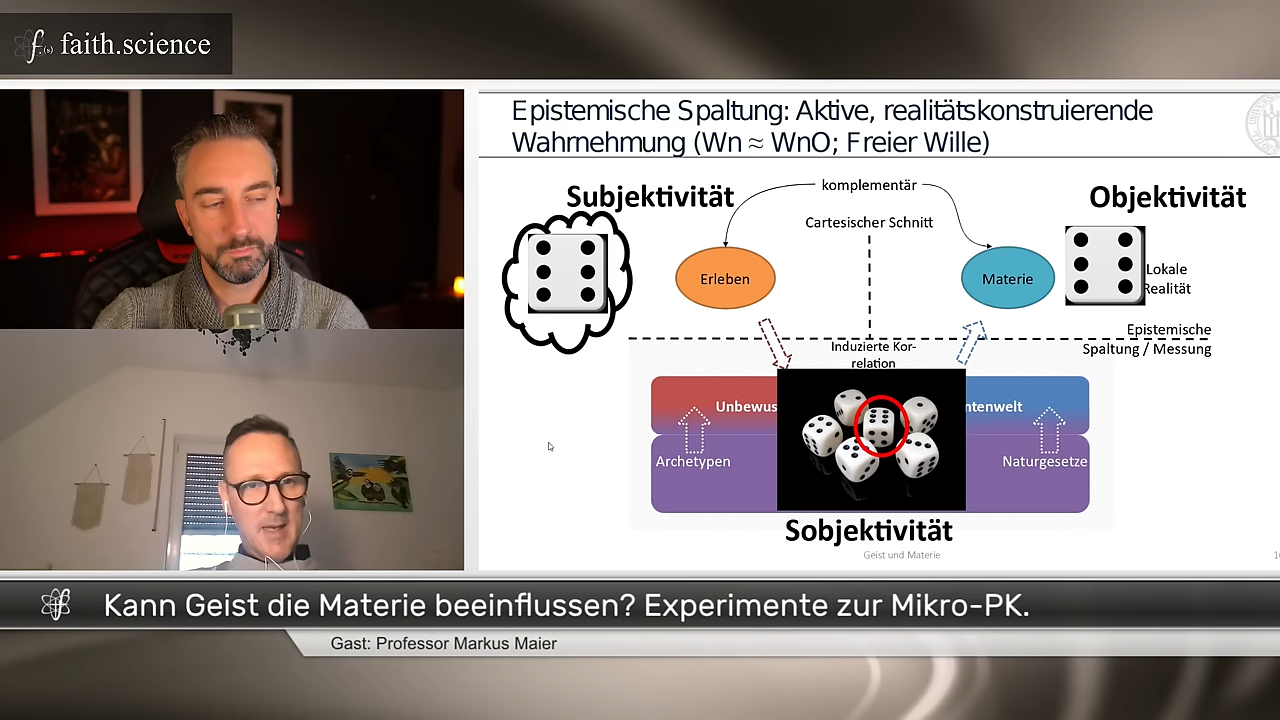 faith.science
Epistemische Spaltung: Aktive, realitätskonstruierende
Wahrnehmung (Wn ≈ WnO; Freier Wille)
Subjektivität
komplementär
Objektivität
Cartesischer Schnitt
Erleben
Materie
Lokale
Realität
Epistemische
Spaltung / Messung
Induzierte Kor-
relation
Unbewus
ntenwelt
Archetypen
Naturgesetze
Sobjektivität
Geist und Materie
Kann Geist die Materie beeinflussen? Experimente zur Mikro-PK.
Gast: Professor Markus Maier